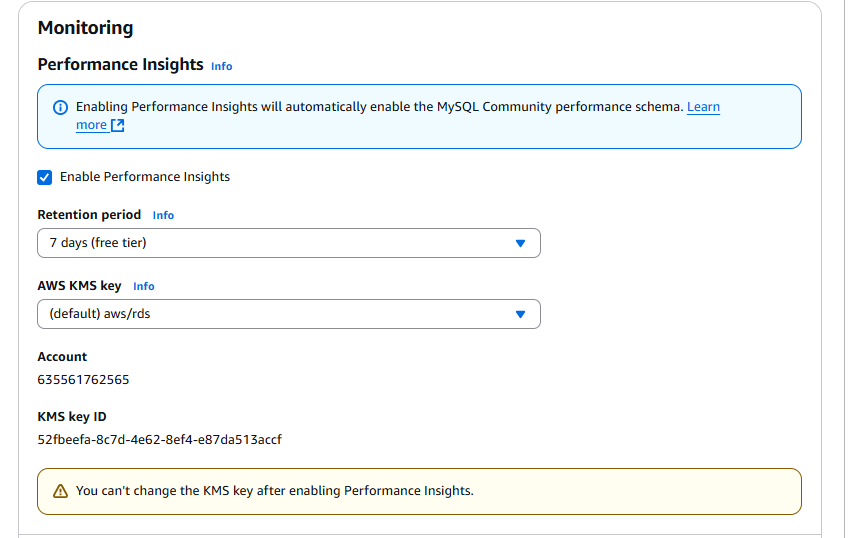 Monitoring
Performance Insights Info
Enabling Performance Insights will automatically enable the MySQL Community performance schema. Learn
more
Enable Performance Insights
Retention period Info
7 days (free tier)
AWS KMS key Info
(default) aws/rds
Account
635561762565
KMS key ID
52fbeefa-8c7d-4e62-8ef4-e87da513accf
You can't change the KMS key after enabling Performance Insights.